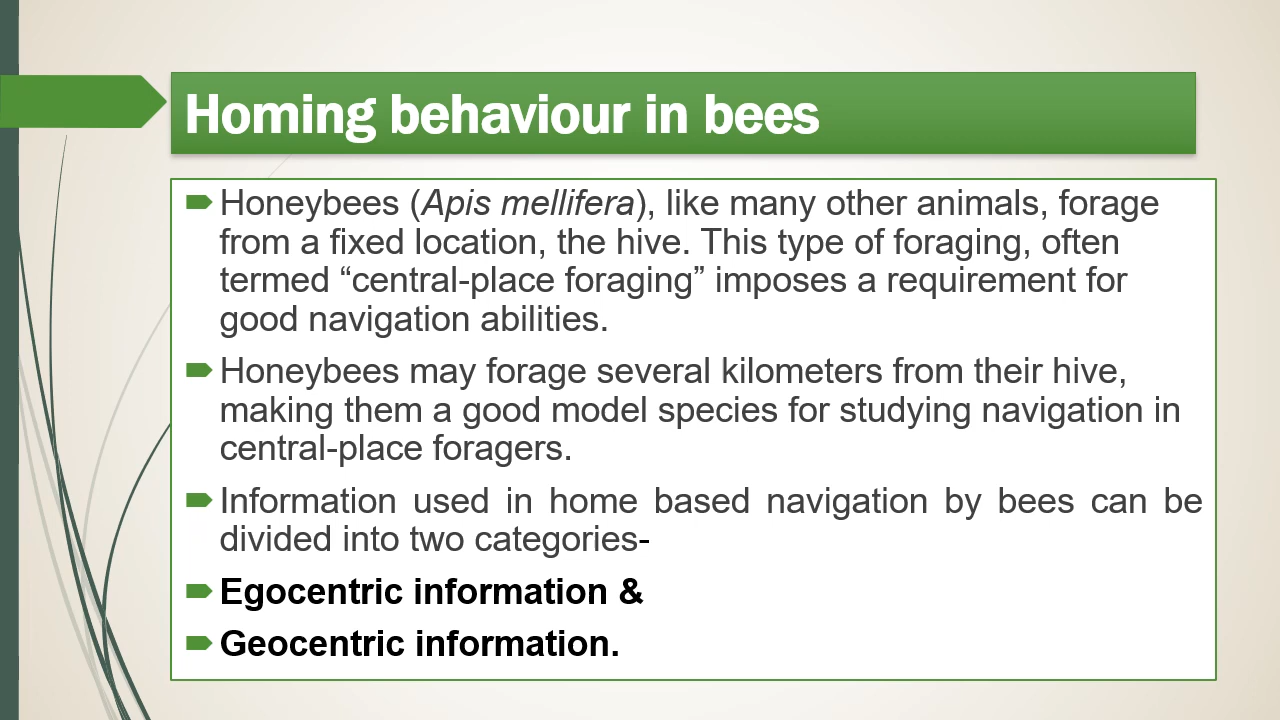 Homing behaviour in bees
Honeybees (Apis mellifera), like many other animals, forage
from a fixed location, the hive. This type of foraging, often
termed “central-place foraging” imposes a requirement for
good navigation abilities.
Honeybees may forage several kilometers from their hive,
making them a good model species for studying navigation in
central-place foragers.
Information used in home based navigation by bees can be
divided into two categories-
Egocentric information &
Geocentric information.